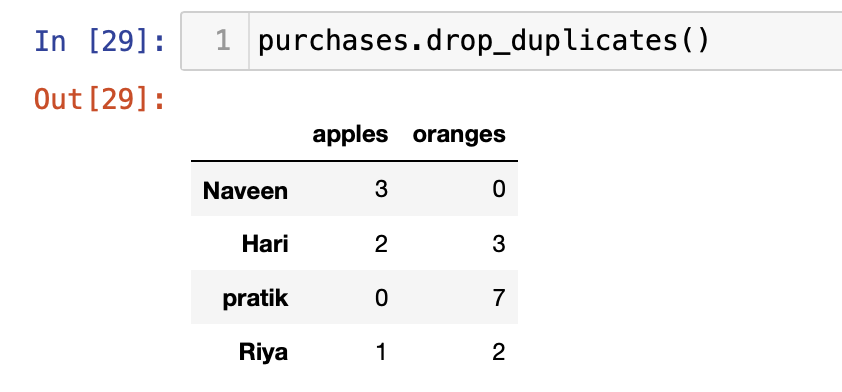 In [29]: 1 purchases.drop_duplicates()
Out[29]:
apples oranges
Naveen 3 0
Hari 2 3
pratik 0 7
Riya 1 2